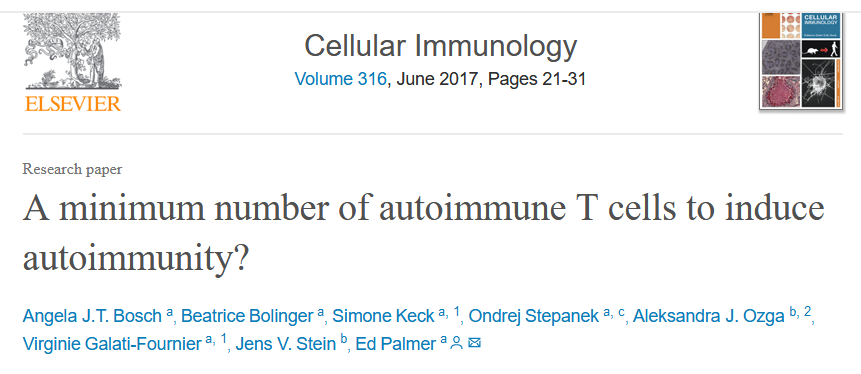 Cellular Immunology
Volume 316, June 2017, Pages 21-31
ELSEVIER
CELLULAR
IMMUNOLOGY
Research paper
A minimum number of autoimmune T cells to induce
autoimmunity?
Angela J.T. Bosch a, Beatrice Bolinger a, Simone Keck a, 1, Ondrej Stepanek a, c, Aleksandra J. Ozga b, 2,
Virginie Galati-Fournier a, 1, Jens V. Stein b, Ed Palmer a